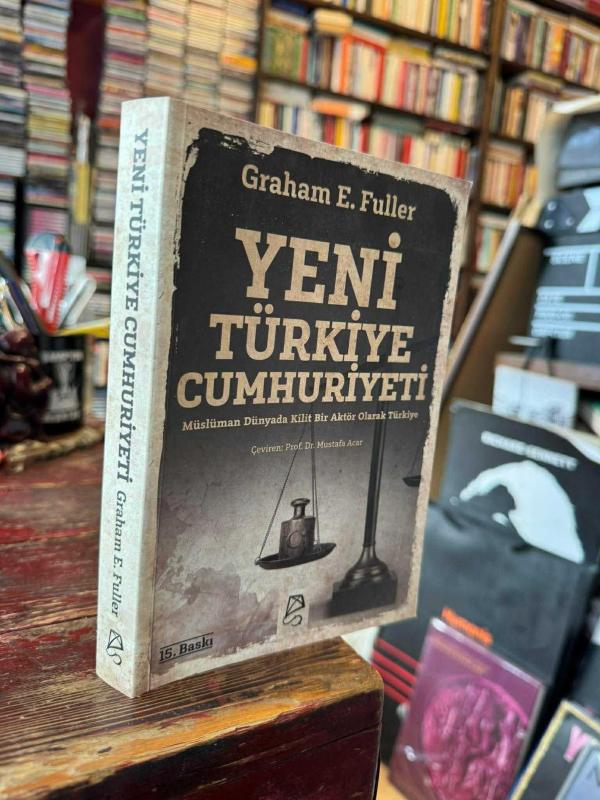 YENİ TÜRKİYE CUMHURİYETİ Graham E. Fuller
Graham E. Fuller
YENİ
TÜRKİYE
CUMHURİYETİ
Müslüman Dünyada Kilit Bir Aktör Olarak Türkiye
Çeviren: Prof. Dr. Mustafa Acar
15. Baskı